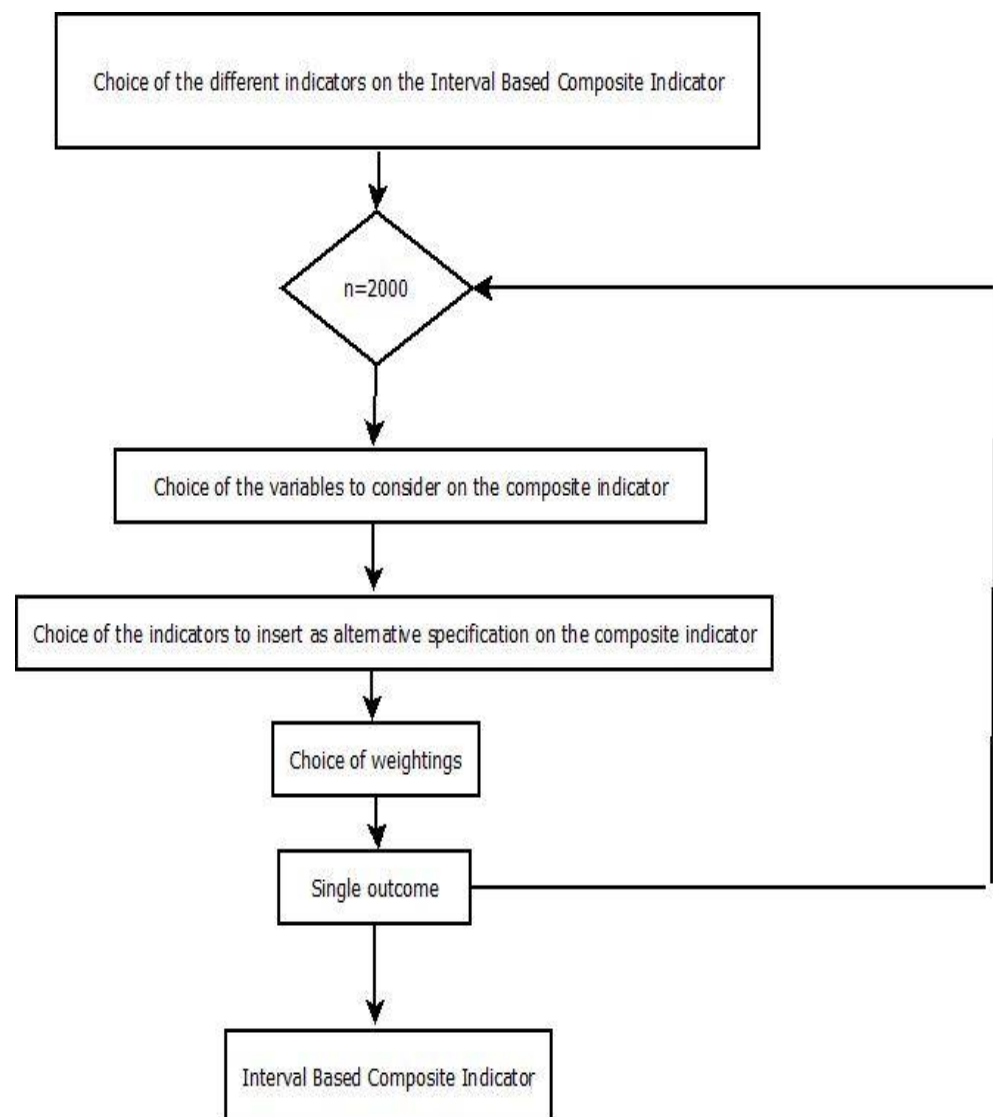 Choice of the different indicators on the Interval Based Composite Indicator
n=2000
Choice of the variables to consider on the composite indicator
Choice of the indicators to insert as alternative specification on the composite indicator
Choice of weightings
Single outcome
Interval Based Composite Indicator